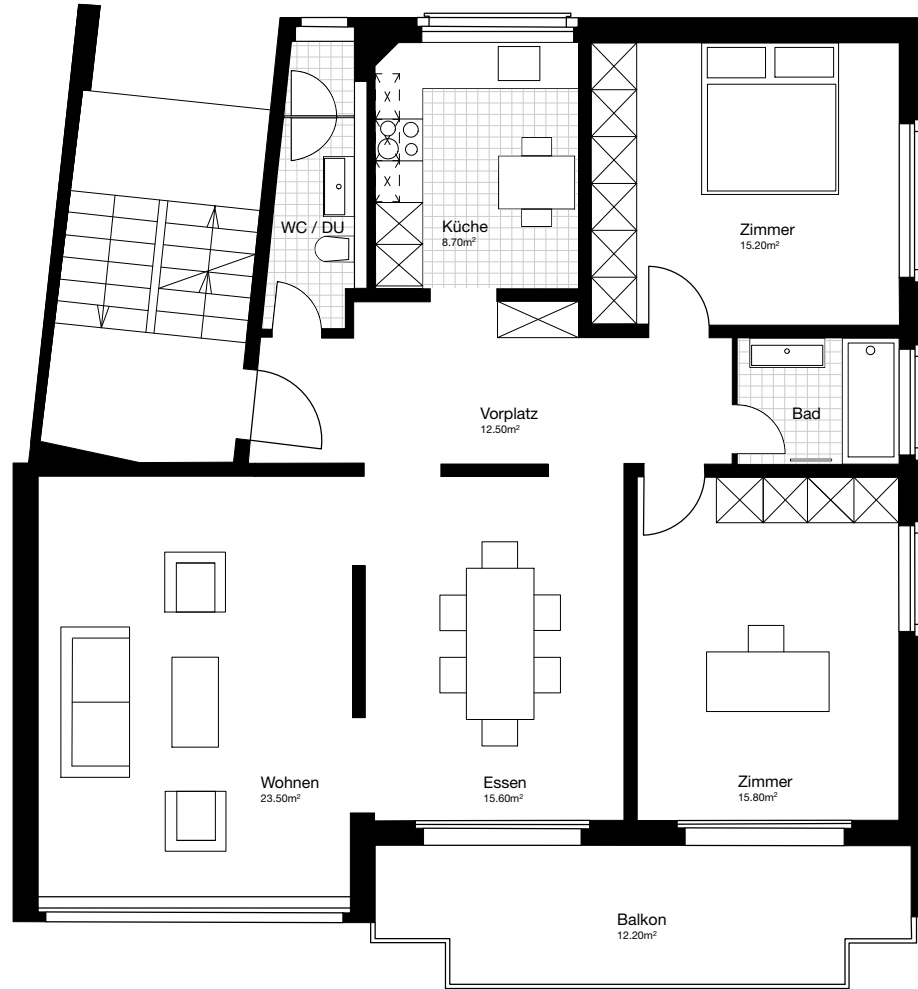 WC / DU
Küche
8.70m²
Zimmer
15.20m²
Vorplatz
12.50m²
Bad
Wohnen
23.50m²
Essen
15.60m²
Zimmer
15.80m²
Balkon
12.20m²